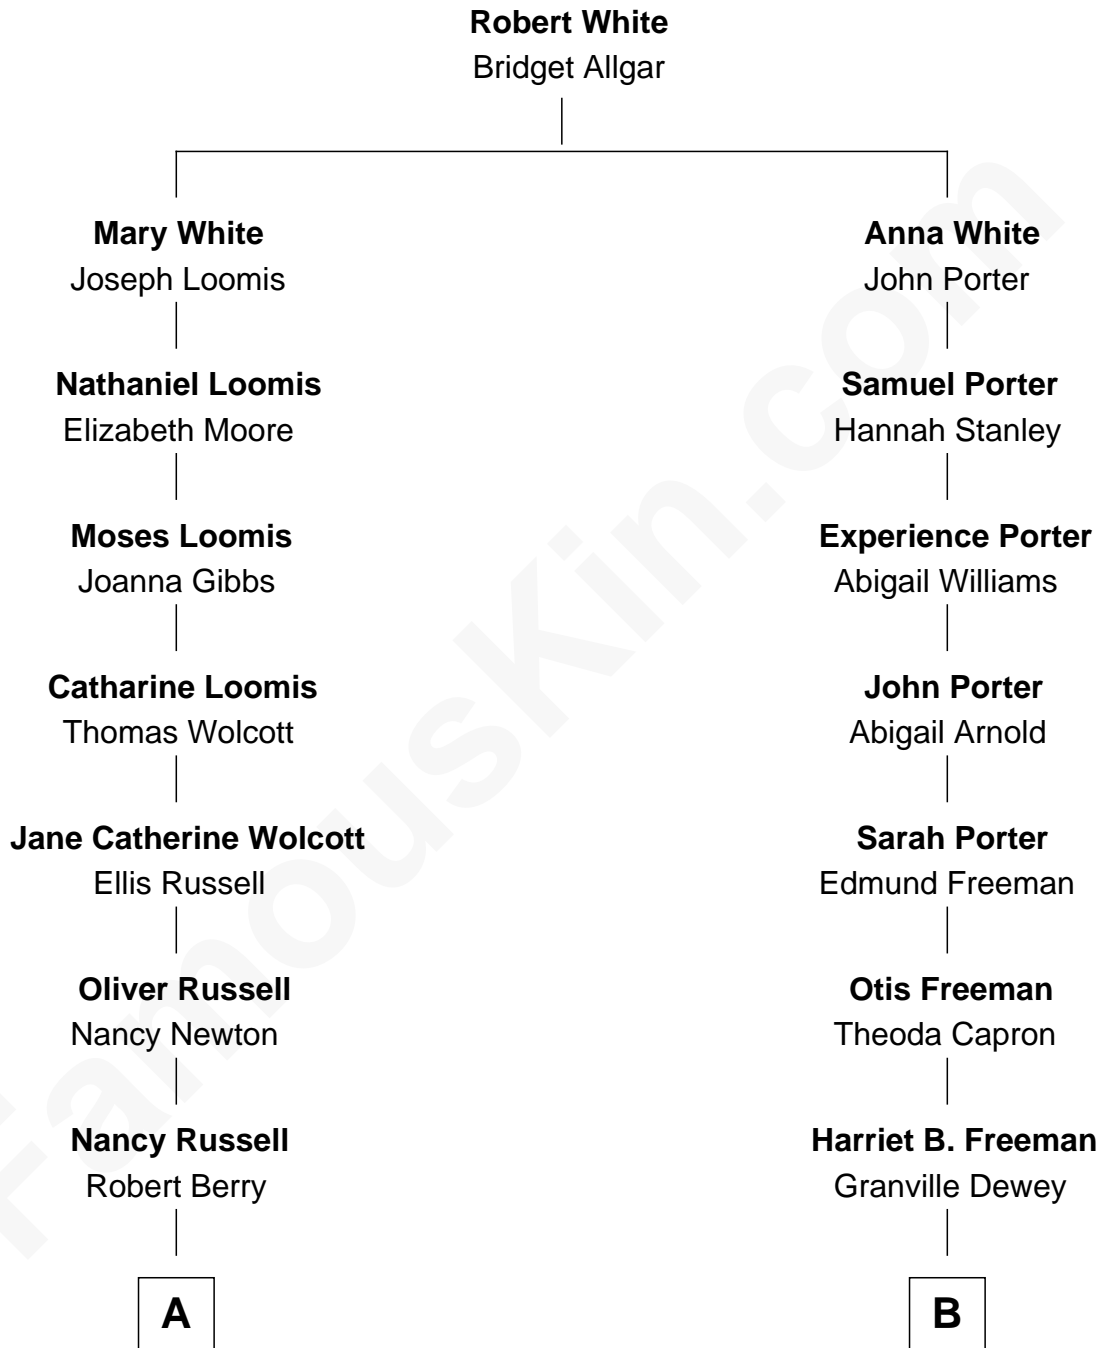 Robert White
Bridget Allgar
Mary White
Joseph Loomis
Anna White
John Porter
Nathaniel Loomis
Elizabeth Moore
Samuel Porter
Hannah Stanley
Moses Loomis
Joanna Gibbs
Experience Porter
Abigail Williams
Catharine Loomis
Thomas Wolcott
John Porter
Abigail Arnold
Jane Catherine Wolcott
Ellis Russell
Sarah Porter
Edmund Freeman
Oliver Russell
Nancy Newton
Otis Freeman
Theoda Capron
Nancy Russell
Robert Berry
Harriet B. Freeman
Granville Dewey
A
B
FamousKin.com